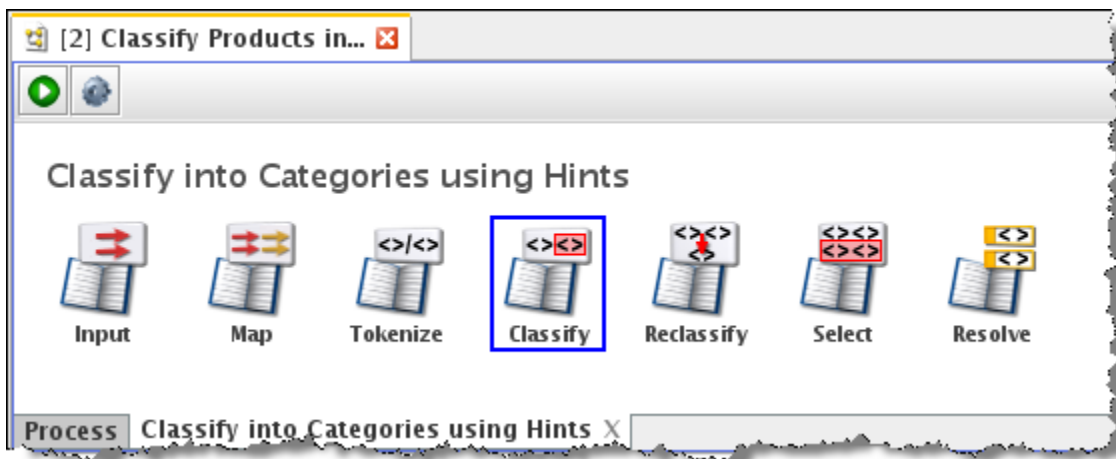 [2] Classify Products in...
Classify into Categories using Hints
<>/<> <><> <><> <><> <>
<> <><> <>
Input Map Tokenize Classify Reclassify Select Resolve
Process Classify into Categories using Hints X